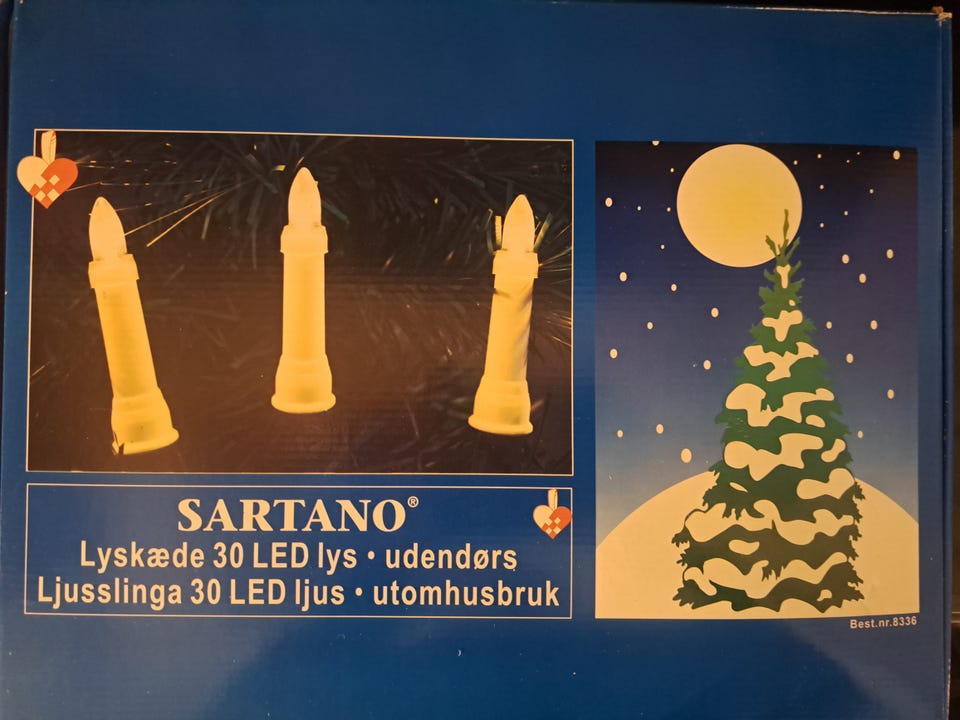 SARTANO®
Lyskæde 30 LED lys • udendørs
Ljusslinga 30 LED ljus • utomhusbruk
Best.nr.8336